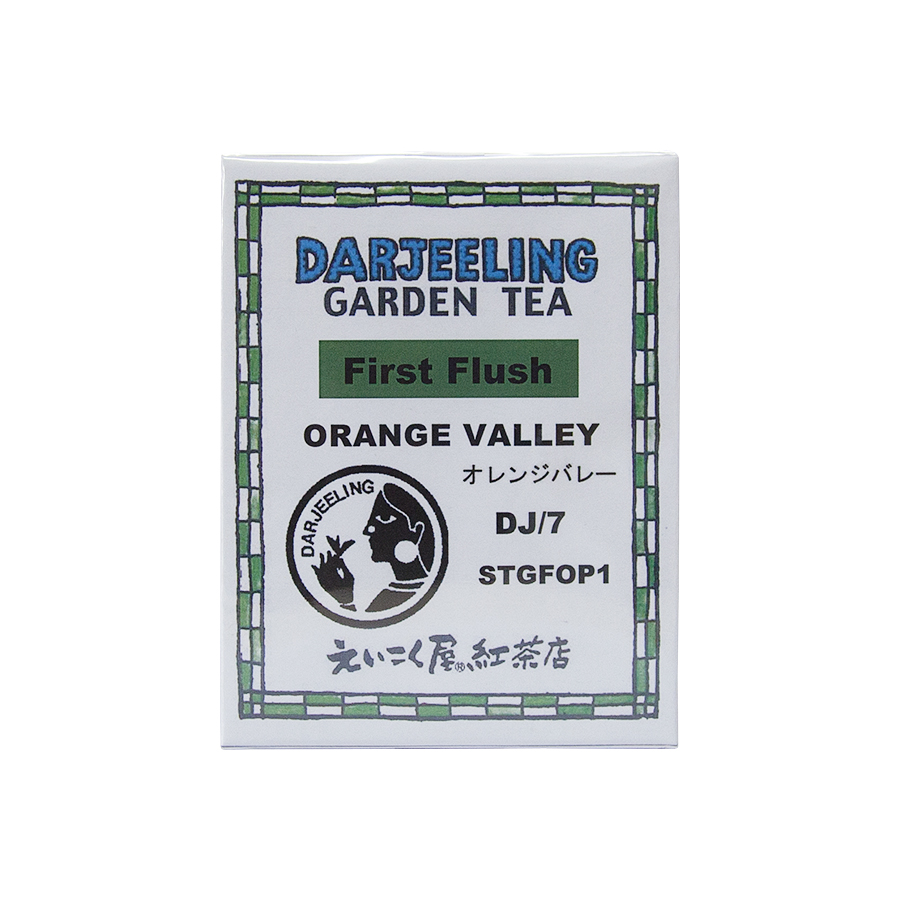 DARJEELING
GARDEN TEA
First Flush
ORANGE VALLEY
オレンジバレー
DARJEELING
DJ/7
STGFOP1
えいこく屋®紅茶店